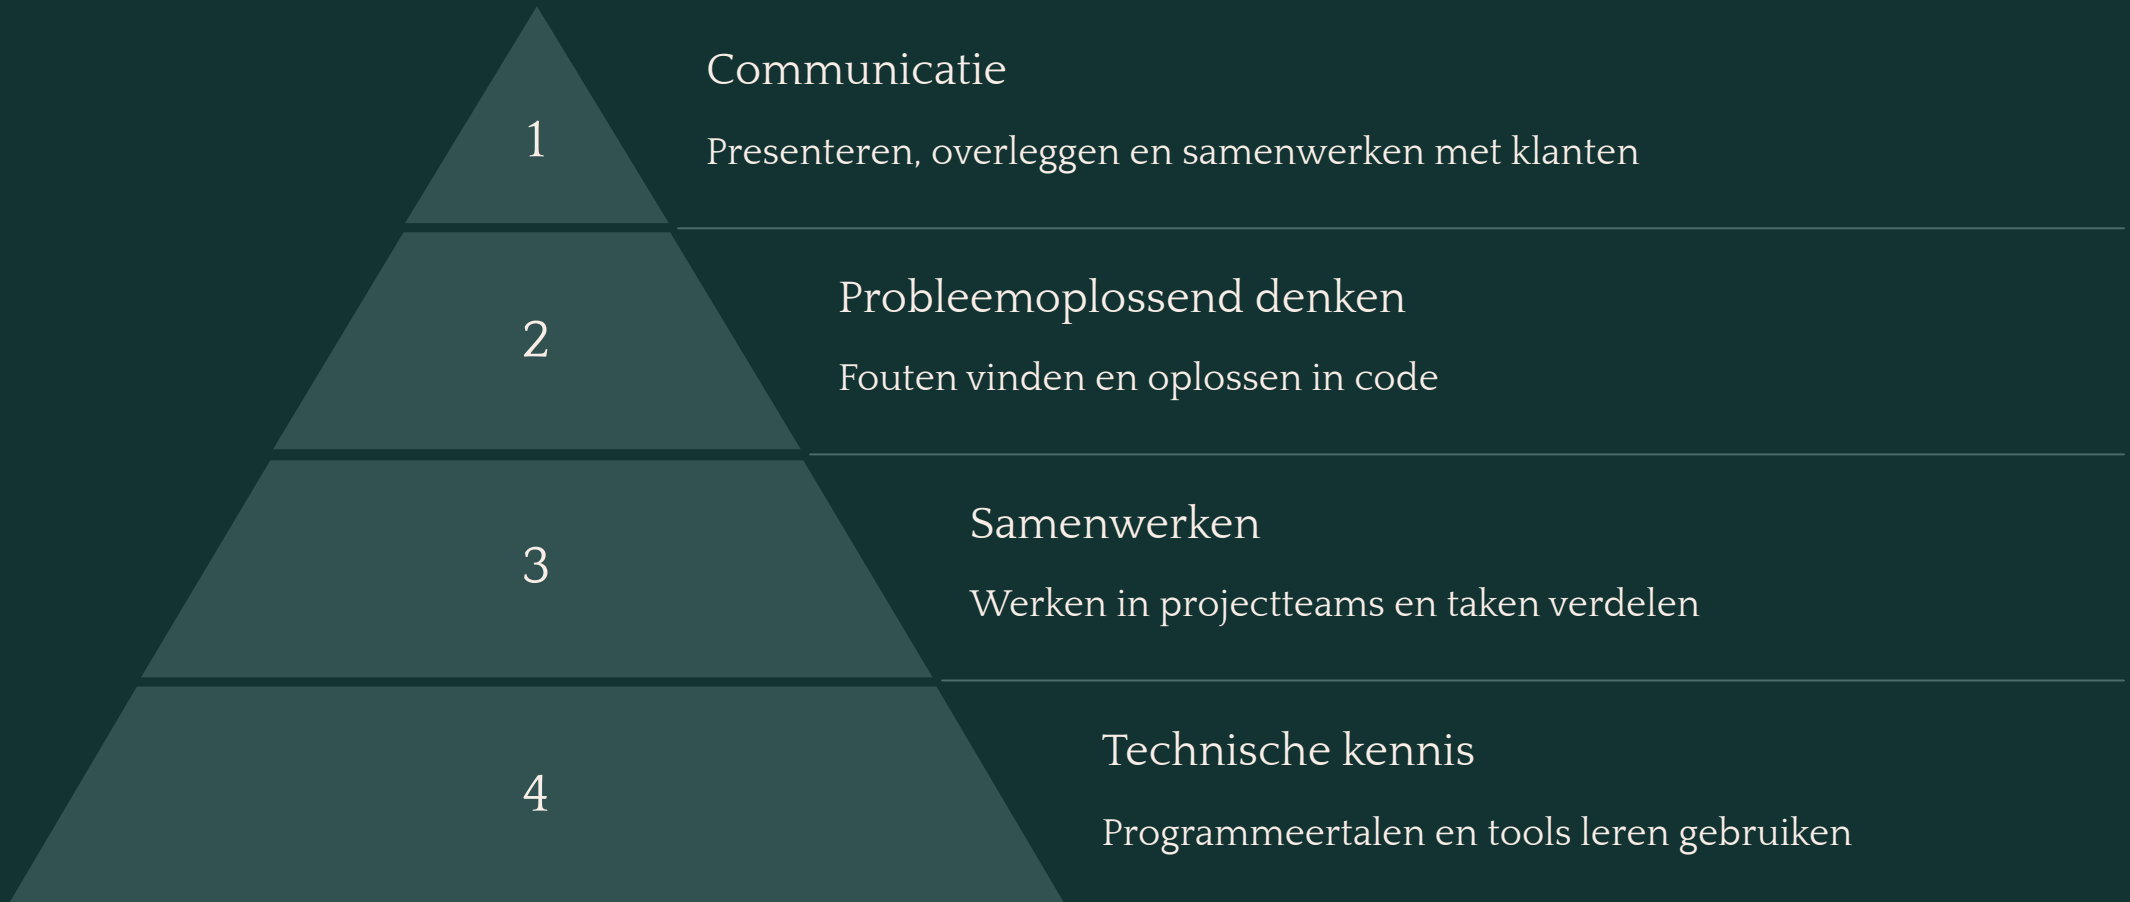 1
Communicatie
Presenteren, overleggen en samenwerken met klanten
2
Probleemoplossend denken
Fouten vinden en oplossen in code
3
Samenwerken
Werken in projectteams en taken verdelen
4
Technische kennis
Programmeertalen en tools leren gebruiken